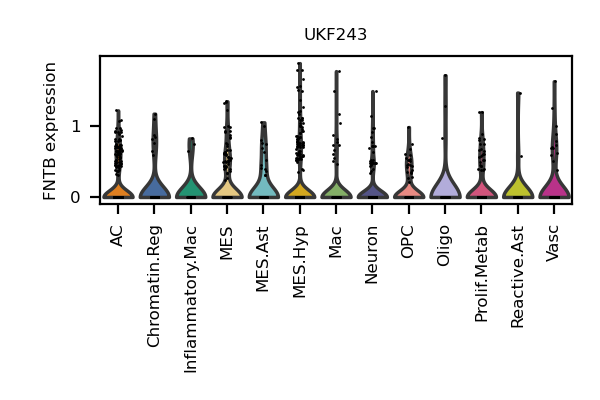 UKF243
FNTB expression
1
0
AC
Chromatin.Reg
Inflammatory.Mac
MES
MES.Ast
MES.Hyp
Mac
Neuron
OPC
Oligo
Prolif.Metab
Reactive.Ast
Vasc